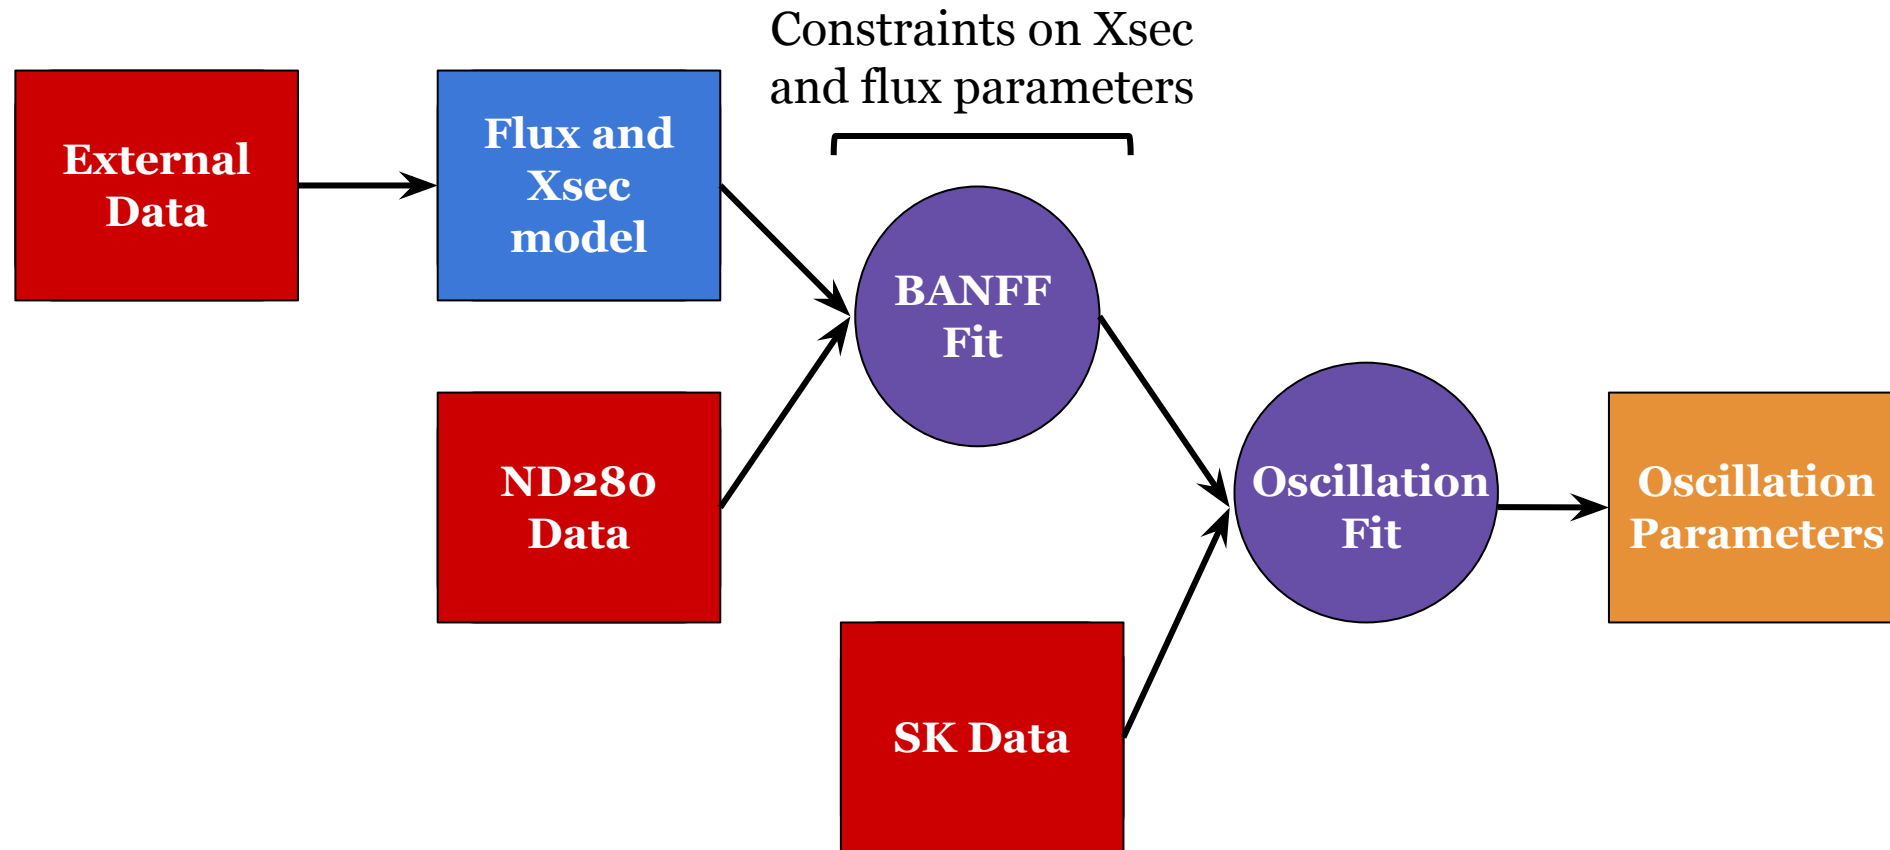 Constraints on Xsec
and flux parameters
External
Data
Flux and
Xsec
model
BANFF
Fit
ND280
Data
Oscillation
Fit
Oscillation
Parameters
SK Data